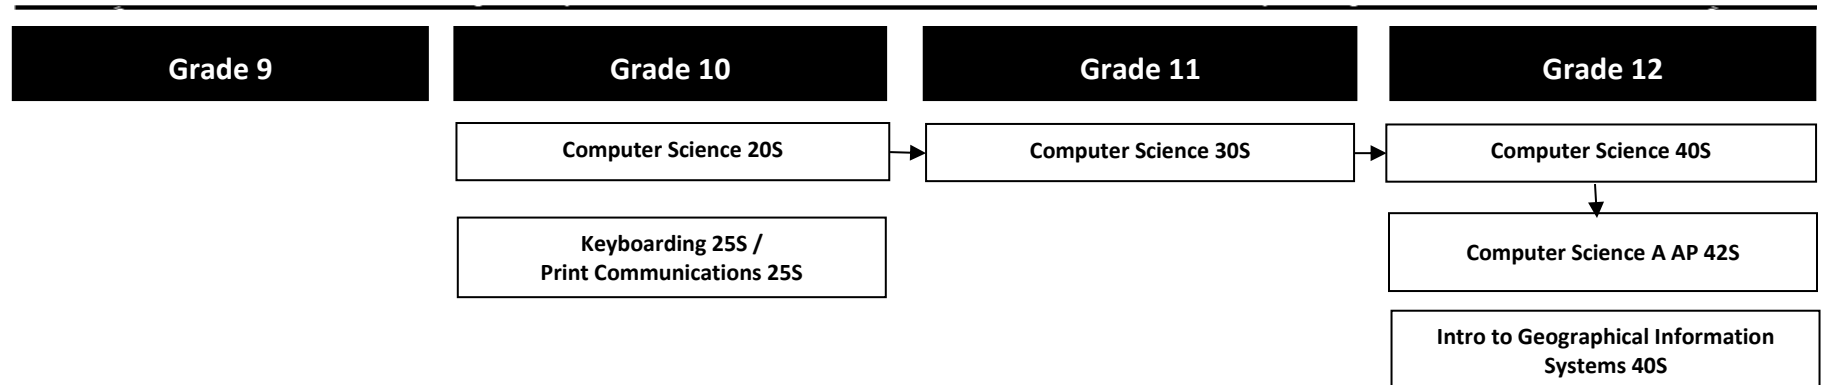 Grade 9
Grade 10
Grade 11
Grade 12
Computer Science 20S
Computer Science 30S
Computer Science 40S
Keyboarding 25S /
Print Communications 25S
Computer Science A AP 42S
Intro to Geographical Information
Systems 40S